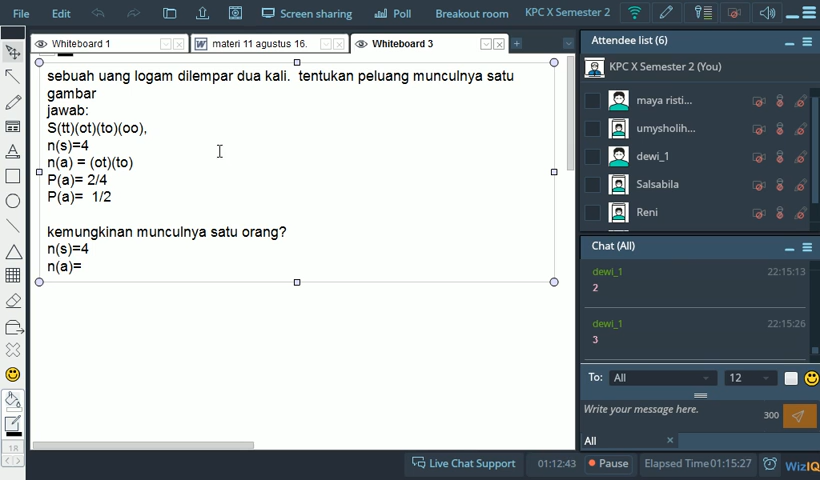 File Edit Screen sharing Poll Breakout room KPC X Semester 2
Whiteboard 1 materi 11 agustus 16. Whiteboard 3
sebuah uang logam dilempar dua kali. tentukan peluang munculnya satu
gambar
jawab:
S(tt)(ot)(to)(oo),
n(s)=4
n(a) = (ot)(to)
P(a)= 2/4
P(a)= 1/2
kemungkinan munculnya satu orang?
n(s)=4
n(a)=
18
Attendee list (6)
KPC X Semester 2 (You)
maya risti...
umysholih...
dewi_1
Salsabila
Reni
Chat (All)
dewi_1 22:15:13
2
dewi_1 22:15:26
3
To: All 12
Write your message here. 300
All
Live Chat Support 01:12:43 Pause Elapsed Time 01:15:27 WizIQ